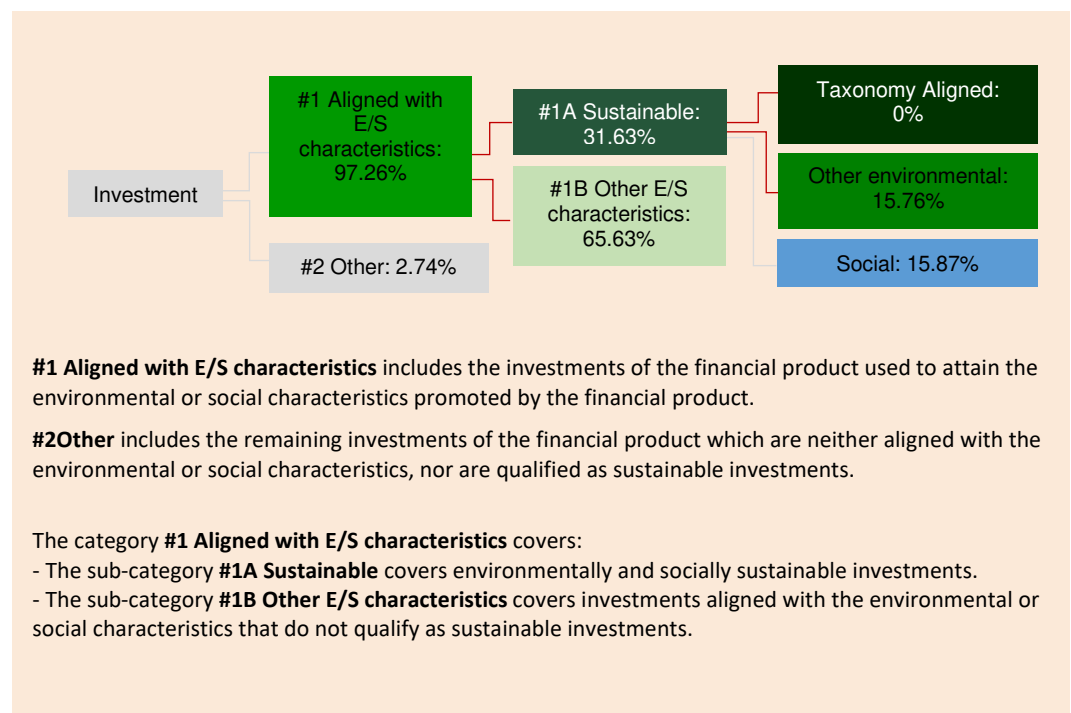 Investment
#1 Aligned with
E/S
characteristics:
97.26%
#2 Other: 2.74%
#1A Sustainable:
31.63%
#1B Other E/S
characteristics:
65.63%
Taxonomy Aligned:
0%
Other environmental:
15.76%
Social: 15.87%
#1 Aligned with E/S characteristics includes the investments of the financial product used to attain the
environmental or social characteristics promoted by the financial product.
#2Other includes the remaining investments of the financial product which are neither aligned with the
environmental or social characteristics, nor are qualified as sustainable investments.
The category #1 Aligned with E/S characteristics covers:
- The sub-category #1A Sustainable covers environmentally and socially sustainable investments.
- The sub-category #1B Other E/S characteristics covers investments aligned with the environmental or
social characteristics that do not qualify as sustainable investments.